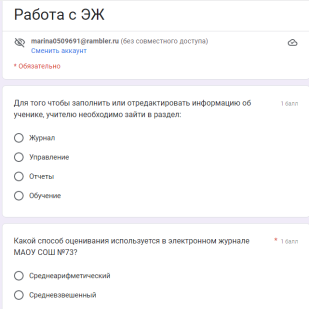 Работа с ЭЖ
marina0509691@rambler.ru (без совместного доступа)
Сменить аккаунт
* Обязательно
Для того чтобы заполнить или отредактировать информацию об 1 балл
ученике, учителю необходимо зайти в раздел:
Журнал
Управление
Отчеты
Обучение
Какой способ оценивания используется в электронном журнале * 1 балл
МАОУ СОШ №73?
Среднеарифметический
Средневзвешенный